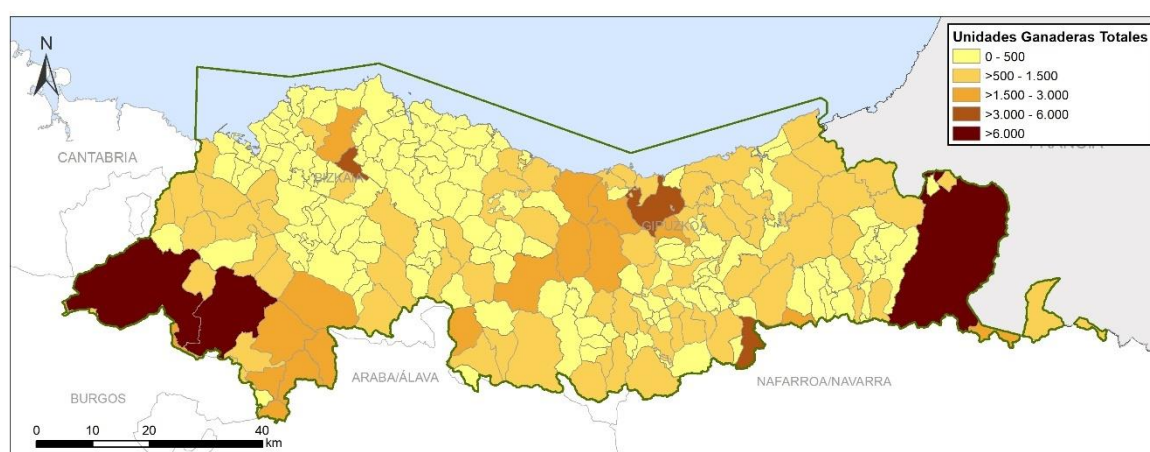 Unidades Ganaderas Totales
0 - 500
>500 - 1.500
>1.500 - 3.000
>3.000 - 6.000
>6.000
N
FRANCIA
CANTABRIA
BIZKAIA
GIPUZKOA
ARABA/ÁLAVA
NAFARROA/NAVARRA
BURGOS
0 10 20 40
km